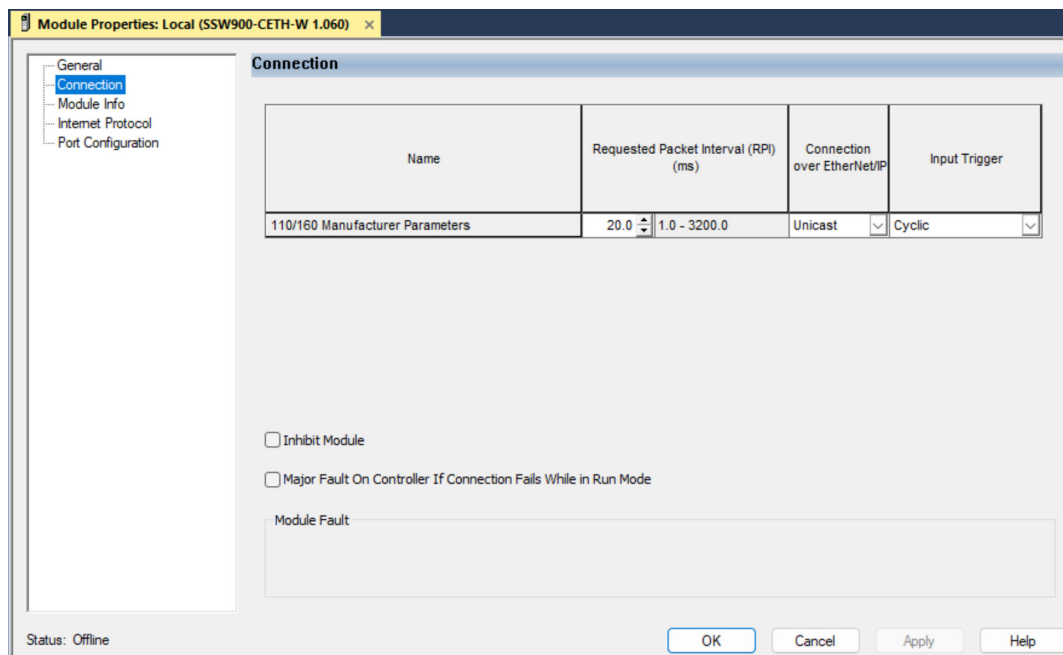 Module Properties: Local (SSW900-CETH-W 1.060)
General
Connection
Module Info
Internet Protocol
Port Configuration
Connection
Name
Requested Packet Interval (RPI)
(ms)
Connection
over EtherNet/IP
Input Trigger
110/160 Manufacturer Parameters 20.0 1.0 - 3200.0 Unicast Cyclic
Inhibit Module
Major Fault On Controller If Connection Fails While in Run Mode
Module Fault
Status: Offline
OK Cancel Apply Help